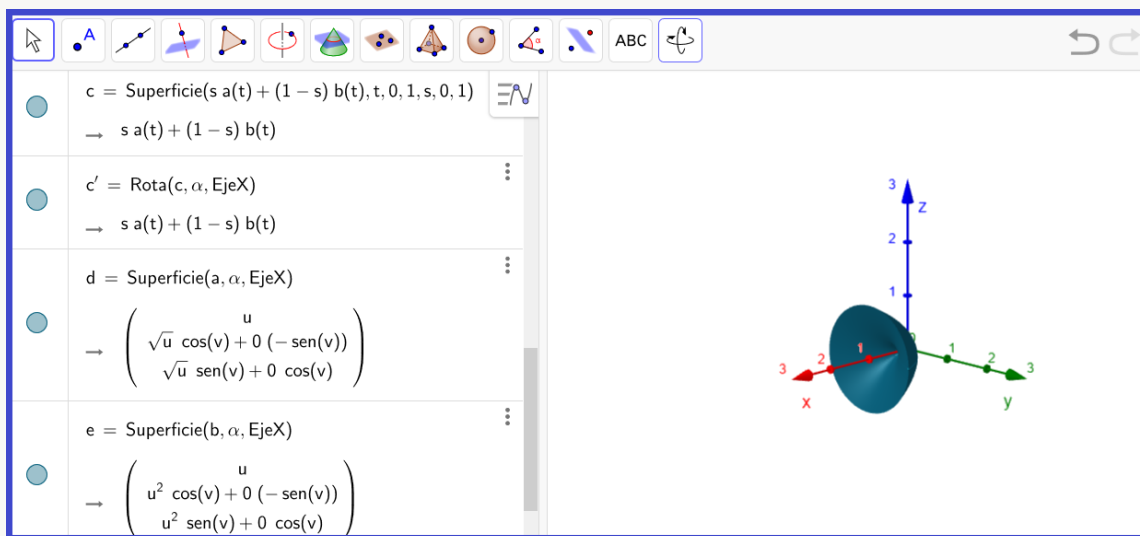 A
ABC
c = Superficie(s a(t) + (1 − s) b(t), t, 0, 1, s, 0, 1)
→ s a(t) + (1 − s) b(t)
c′ = Rota(c, α, EjeX)
→ s a(t) + (1 − s) b(t)
d = Superficie(a, α, EjeX)
u
→ √u cos(v) + 0 (− sen(v))
√u sen(v) + 0 cos(v)
e = Superficie(b, α, EjeX)
u
→ u² cos(v) + 0 (− sen(v))
u² sen(v) + 0 cos(v)
3
z
2
1
3 2 1 1 2 3
x y